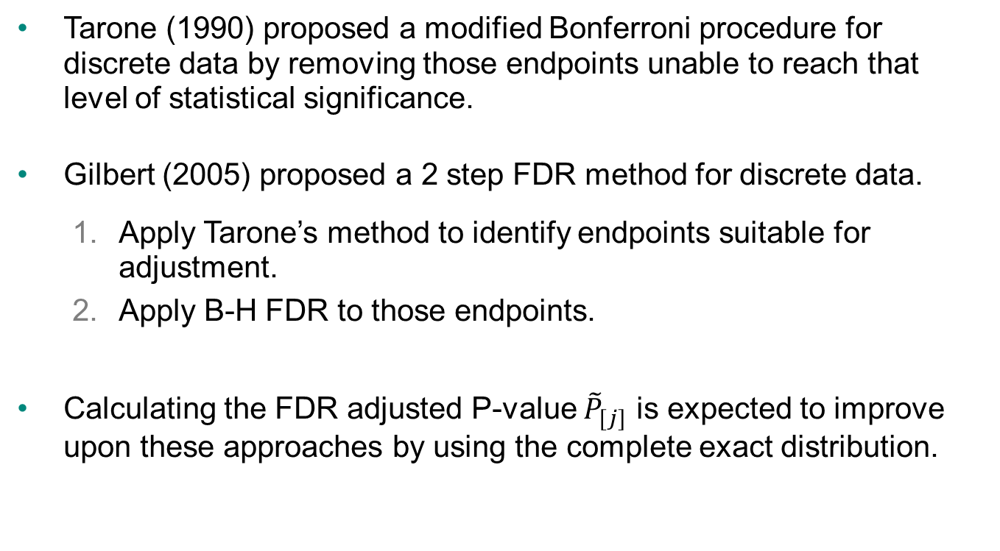 • Tarone (1990) proposed a modified Bonferroni procedure for
discrete data by removing those endpoints unable to reach that
level of statistical significance.
• Gilbert (2005) proposed a 2 step FDR method for discrete data.
1. Apply Tarone’s method to identify endpoints suitable for
adjustment.
2. Apply B-H FDR to those endpoints.
• Calculating the FDR adjusted P-value P̃[j] is expected to improve
upon these approaches by using the complete exact distribution.